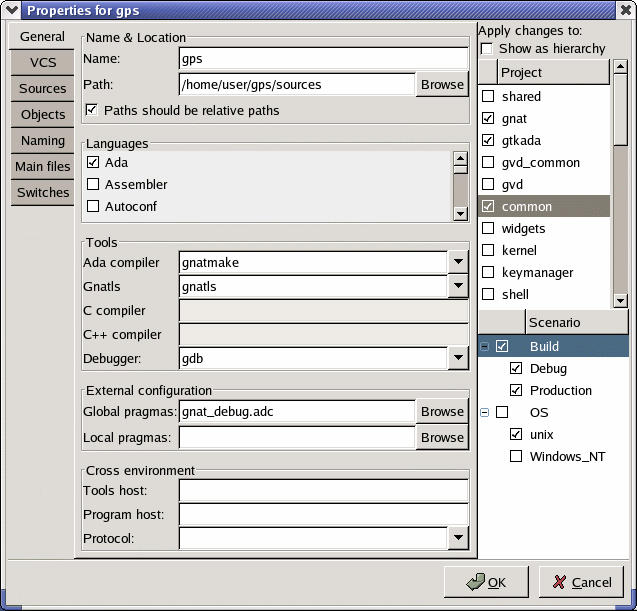 Properties for gps
General
VCS
Sources
Objects
Naming
Main files
Switches
Name & Location
Name: gps
Path: /home/user/gps/sources Browse
Paths should be relative paths
Languages
Ada
Assembler
Autoconf
Tools
Ada compiler gnatmake
Gnatls gnatls
C compiler
C++ compiler
Debugger: gdb
External configuration
Global pragmas: gnat_debug.adc Browse
Local pragmas: Browse
Cross environment
Tools host:
Program host:
Protocol:
Apply changes to:
Show as hierarchy
Project
shared
gnat
gtkada
gvd_common
gvd
common
widgets
kernel
keymanager
shell
Scenario
Build
Debug
Production
OS
unix
Windows_NT
OK Cancel